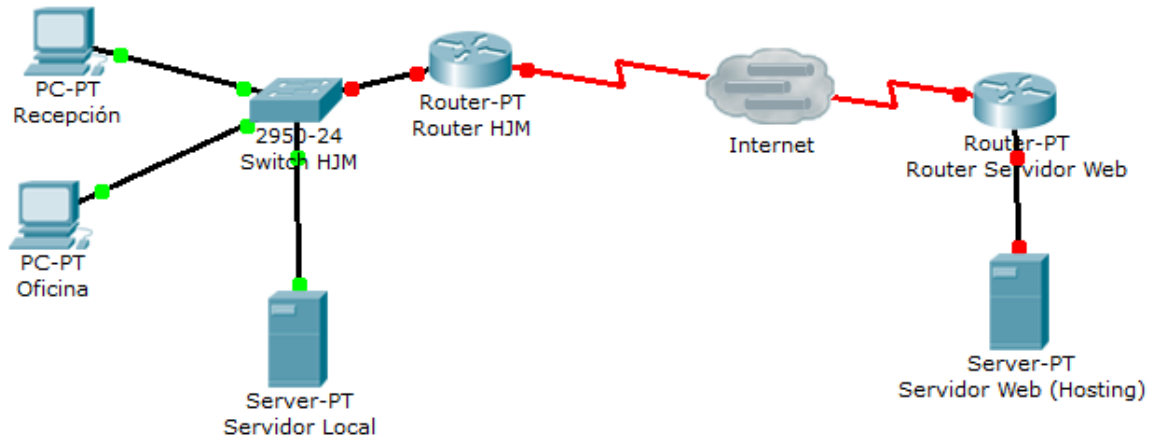 PC-PT
Recepción
2950-24
Switch HJM
Router-PT
Router HJM
Internet
Router-PT
Router Servidor Web
PC-PT
Oficina
Server-PT
Servidor Local
Server-PT
Servidor Web (Hosting)